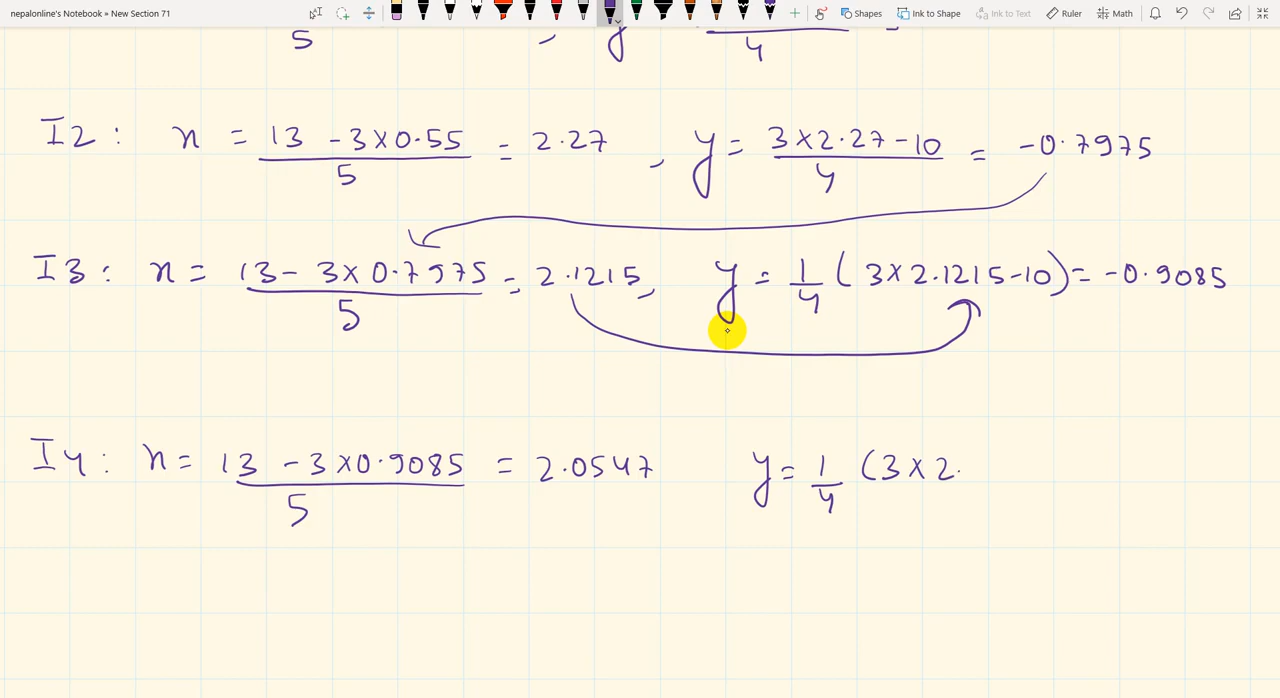 nepalonline's Notebook » New Section 71
Shapes Ink to Shape Ink to Text Ruler Math
5 , y 4
I2 : x = 13 - 3 × 0.55 / 5 = 2.27 , y = 3 × 2.27 - 10 / 4 = -0.7975
I3 : x = 13 - 3 × 0.7975 / 5 = 2.1215 , y = 1/4 ( 3 × 2.1215 - 10 ) = -0.9085
I4 : x = 13 - 3 × 0.9085 / 5 = 2.0547 y = 1/4 ( 3 × 2.